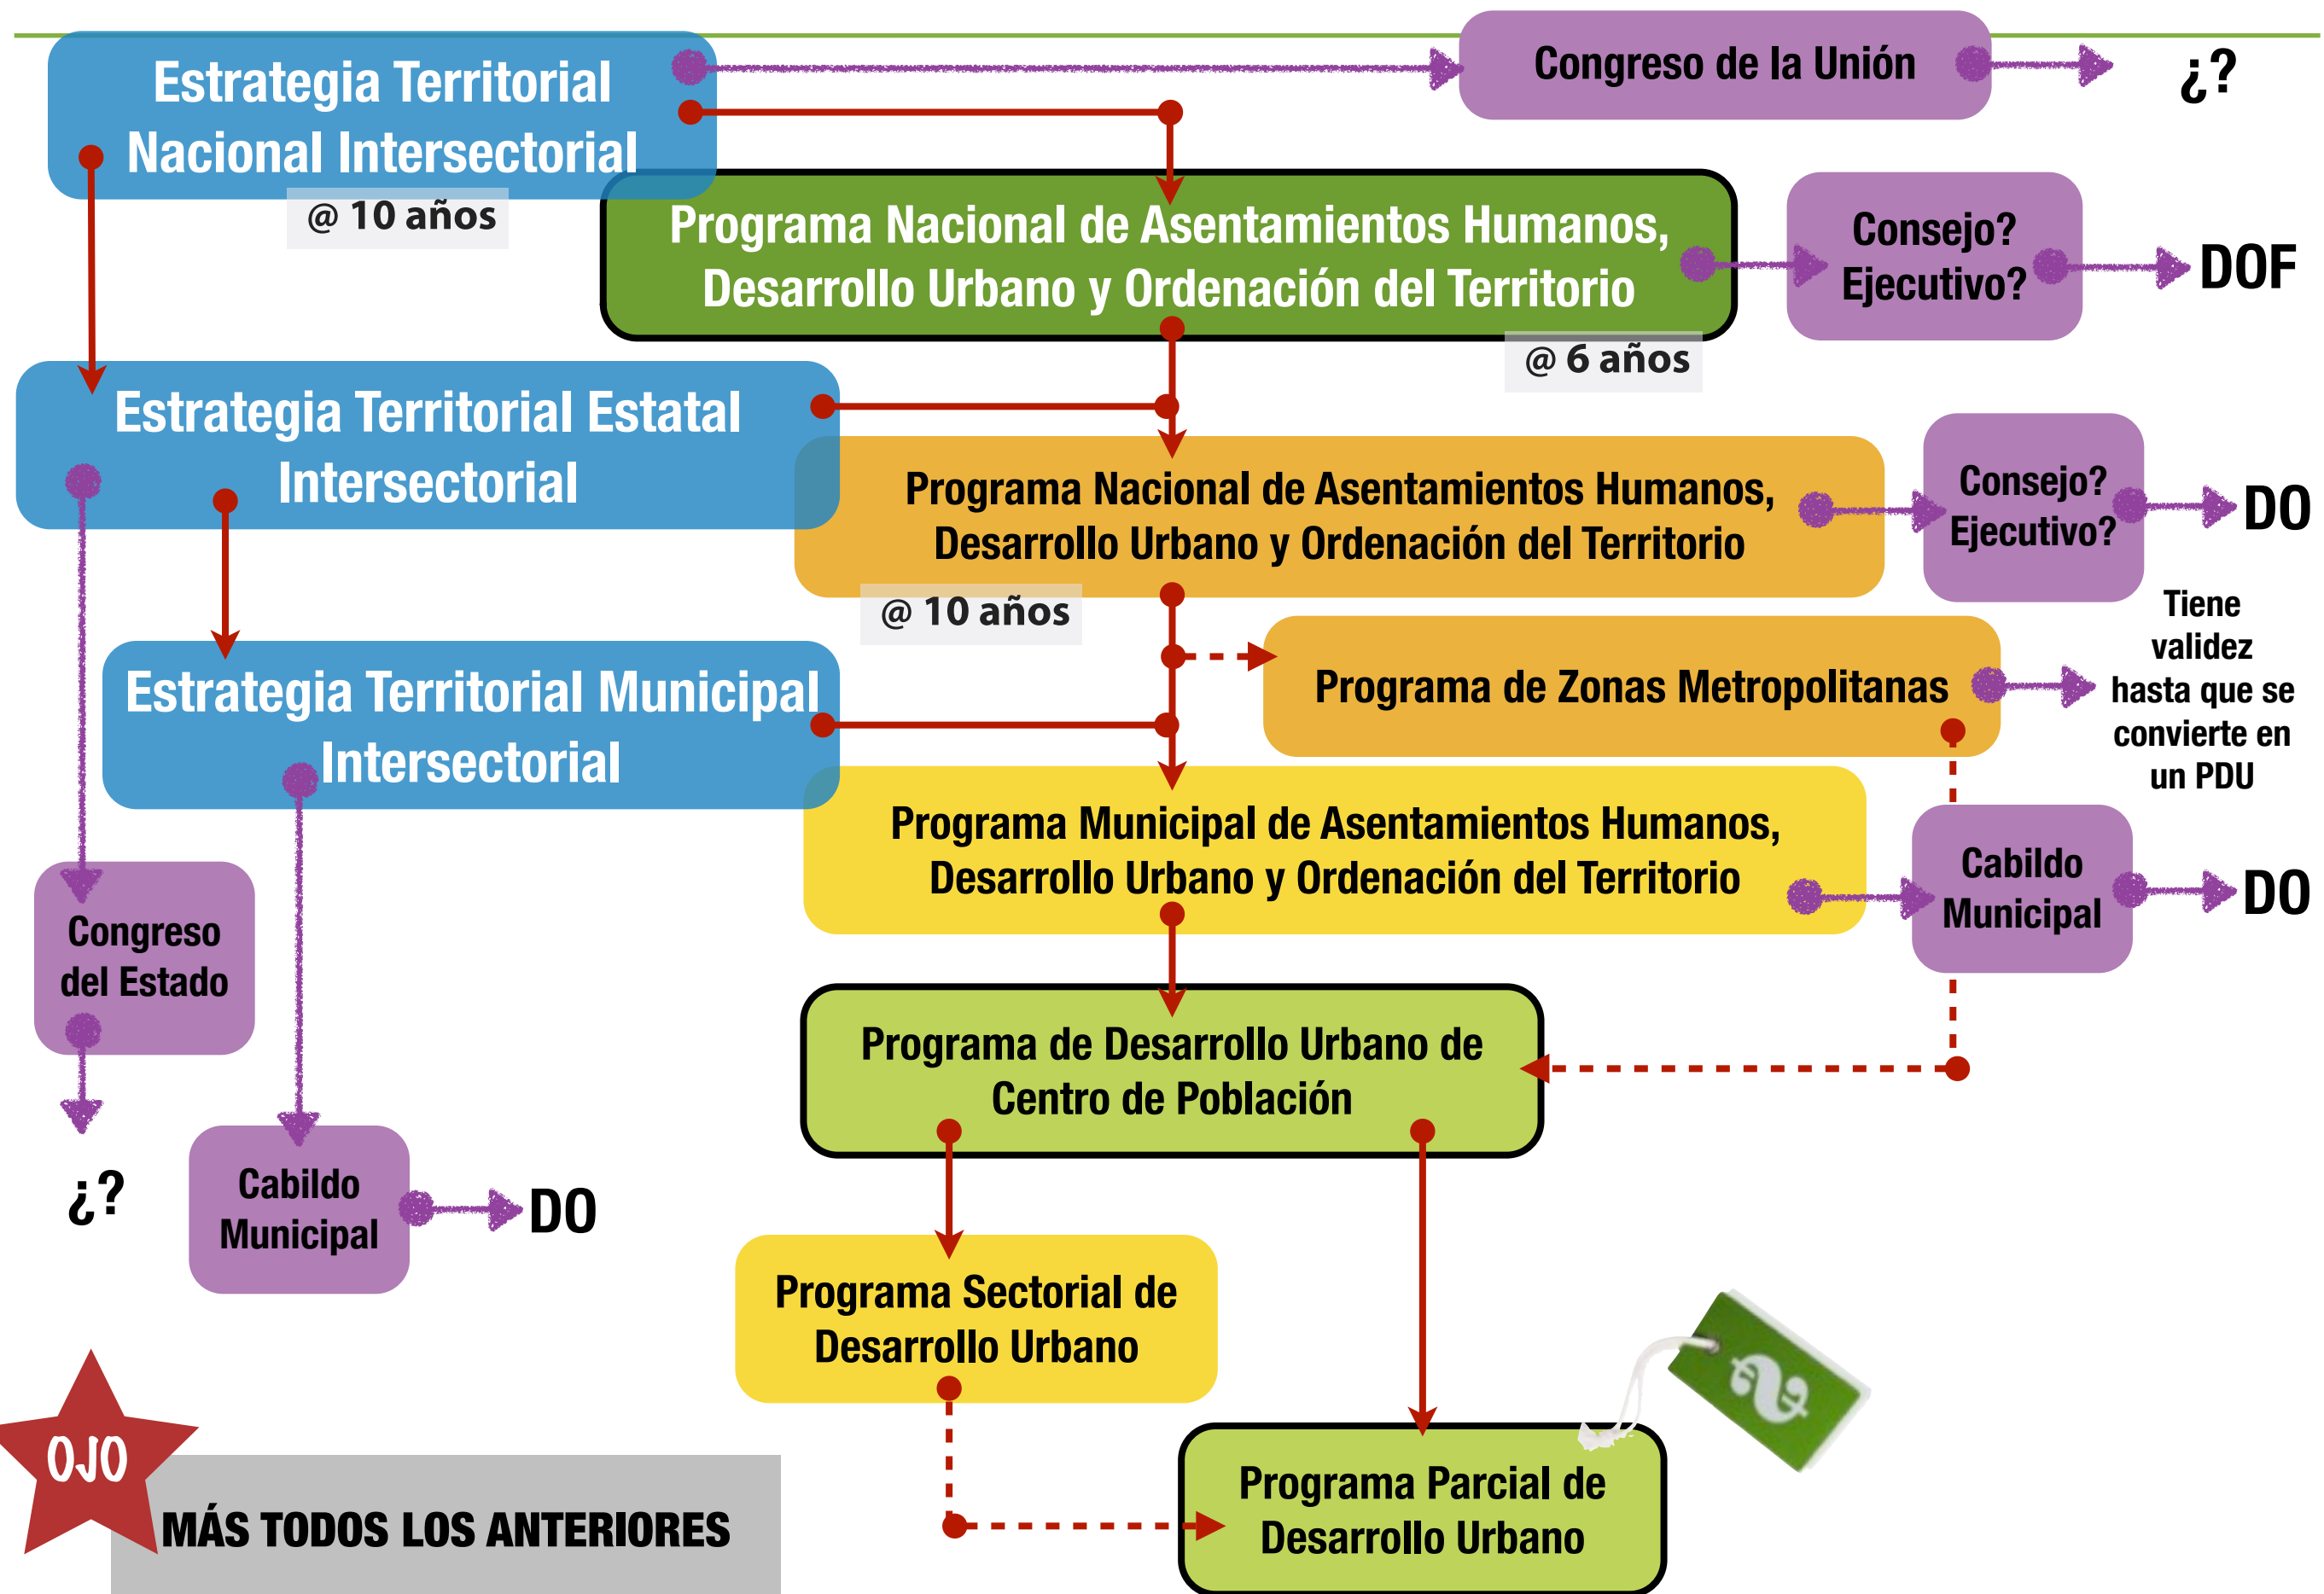 Estrategia Territorial
Nacional Intersectorial
@ 10 años
Congreso de la Unión
¿?
Programa Nacional de Asentamientos Humanos,
Desarrollo Urbano y Ordenación del Territorio
@ 6 años
Consejo?
Ejecutivo?
DOF
Estrategia Territorial Estatal
Intersectorial
Programa Nacional de Asentamientos Humanos,
Desarrollo Urbano y Ordenación del Territorio
@ 10 años
Consejo?
Ejecutivo?
DO
Estrategia Territorial Municipal
Intersectorial
Programa de Zonas Metropolitanas
Tiene
validez
hasta que se
convierte en
un PDU
Programa Municipal de Asentamientos Humanos,
Desarrollo Urbano y Ordenación del Territorio
Cabildo
Municipal
DO
Congreso
del Estado
¿?
Cabildo
Municipal
DO
Programa de Desarrollo Urbano de
Centro de Población
Programa Sectorial de
Desarrollo Urbano
Programa Parcial de
Desarrollo Urbano
$
OJO
MÁS TODOS LOS ANTERIORES